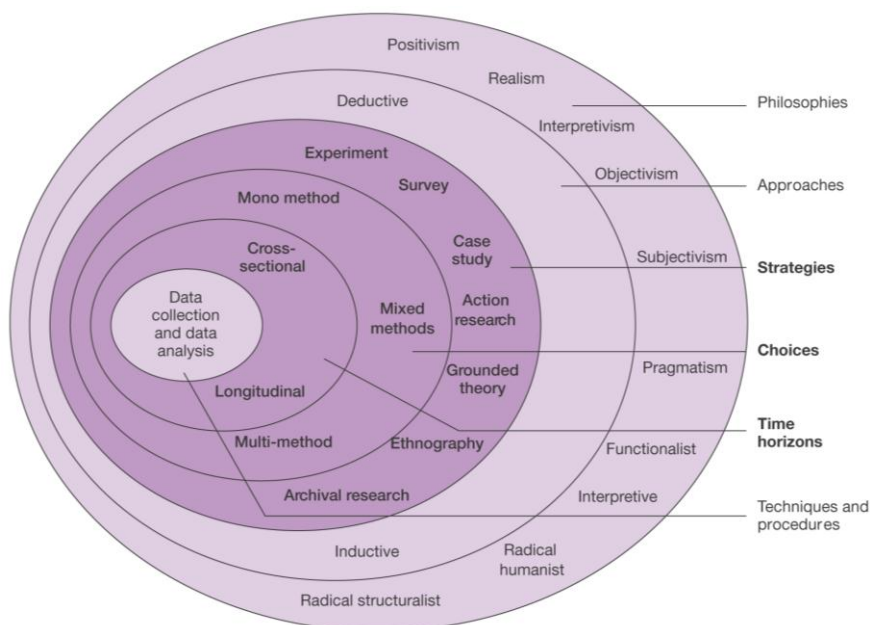 Positivism
Realism
Philosophies
Deductive
Interpretivism
Experiment
Objectivism
Survey
Approaches
Mono method
Case
study
Subjectivism
Cross-
sectional
Strategies
Data
collection
and data
analysis
Mixed
methods
Action
research
Choices
Grounded
theory
Pragmatism
Longitudinal
Time
horizons
Multi-method
Ethnography
Functionalist
Archival research
Interpretive
Techniques and
procedures
Inductive
Radical
humanist
Radical structuralist